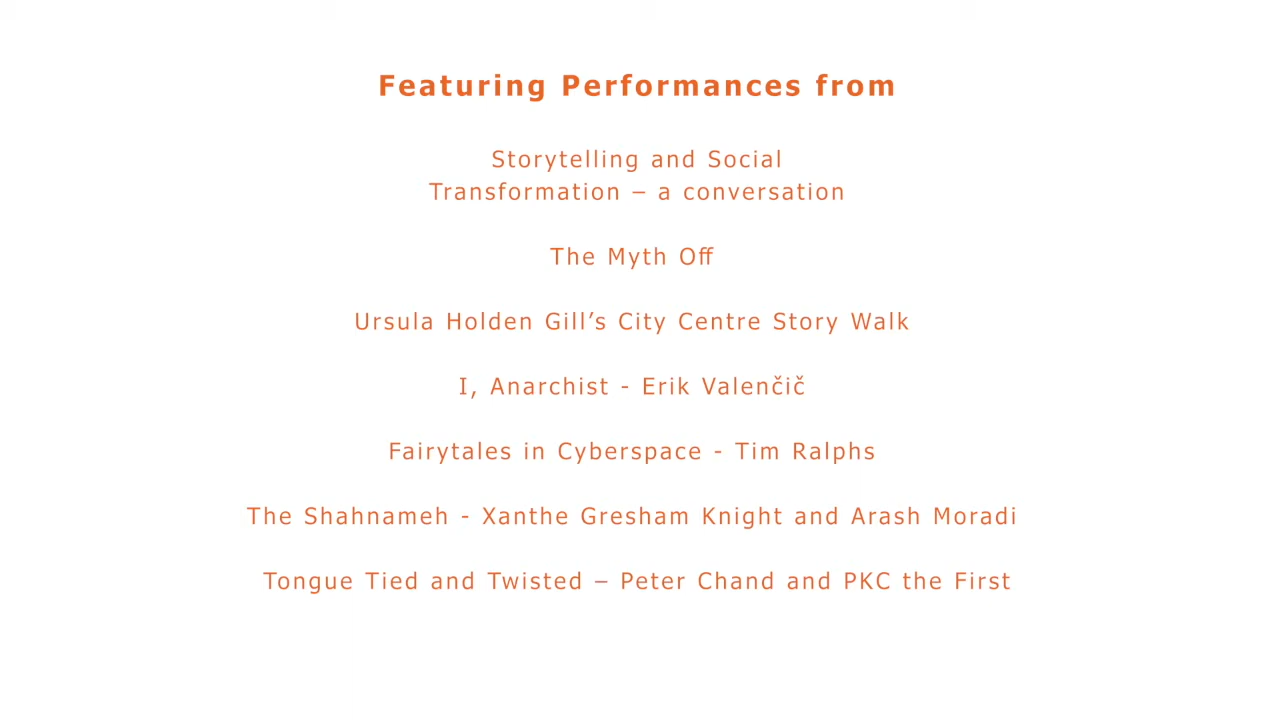 Featuring Performances from
Storytelling and Social
Transformation – a conversation
The Myth Off
Ursula Holden Gill’s City Centre Story Walk
I, Anarchist - Erik Valenčič
Fairytales in Cyberspace - Tim Ralphs
The Shahnameh - Xanthe Gresham Knight and Arash Moradi
Tongue Tied and Twisted – Peter Chand and PKC the First